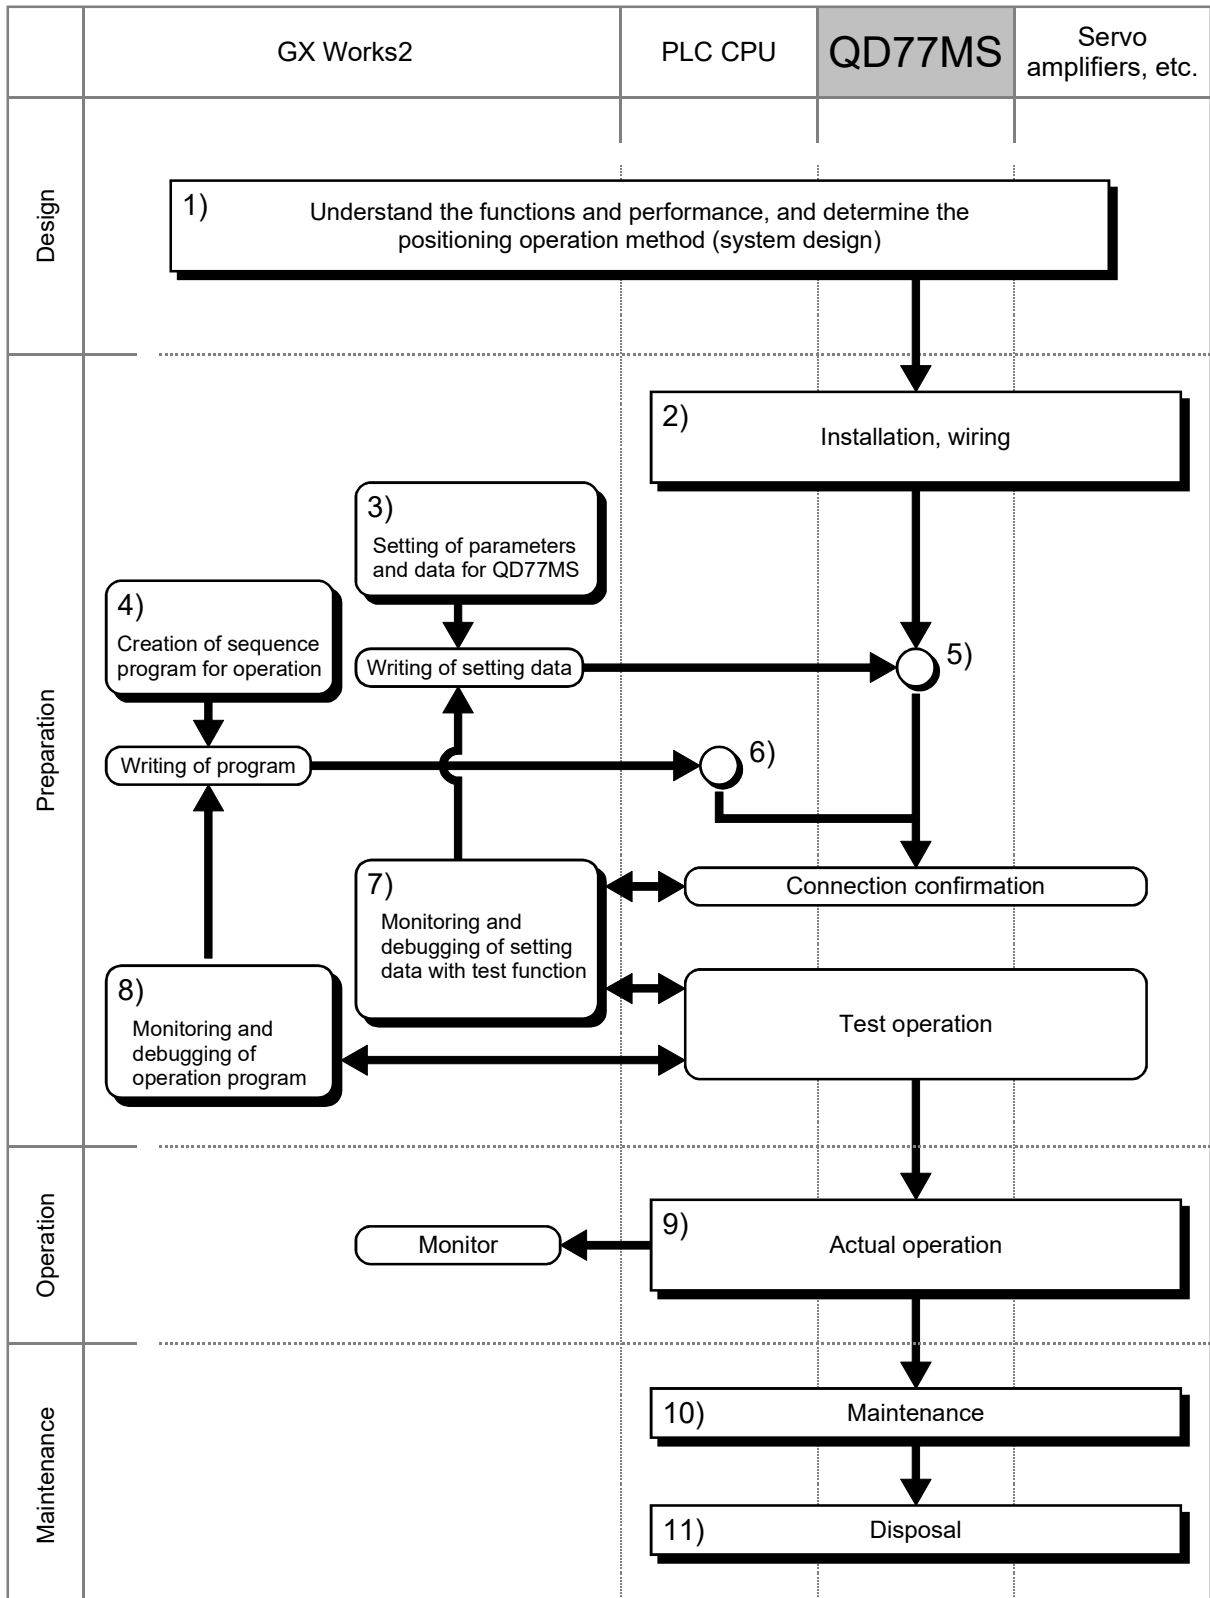 GX Works2
PLC CPU
QD77MS
Servo
amplifiers, etc.
Design
1)
Understand the functions and performance, and determine the
positioning operation method (system design)
Preparation
2)
Installation, wiring
3)
Setting of parameters
and data for QD77MS
4)
Creation of sequence
program for operation
Writing of setting data
5)
Writing of program
6)
7)
Monitoring and
debugging of setting
data with test function
Connection confirmation
8)
Monitoring and
debugging of
operation program
Test operation
Operation
Monitor
9)
Actual operation
Maintenance
10)
Maintenance
11)
Disposal